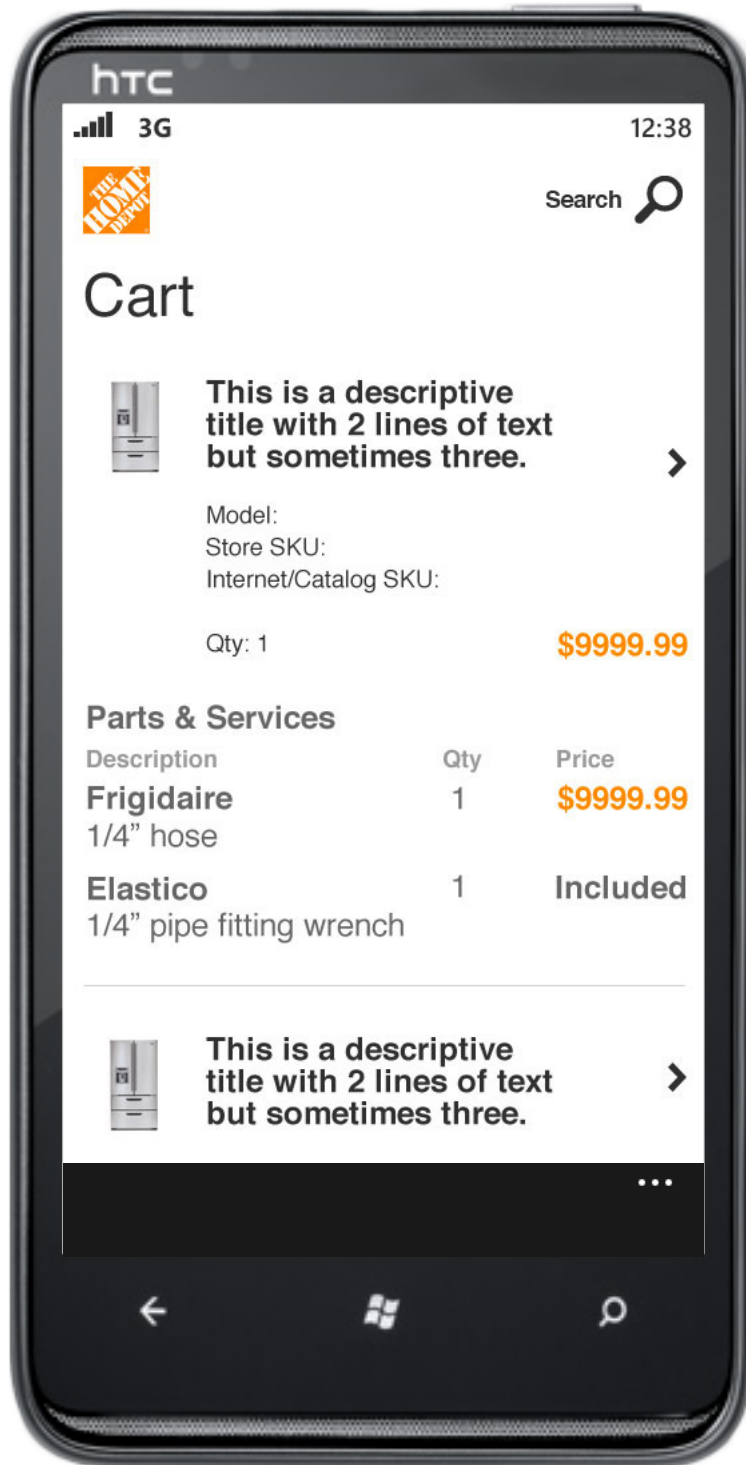 hTC
3G 12:38
THE
HOME
DEPOT
Search
Cart
This is a descriptive
title with 2 lines of text
but sometimes three.
Model:
Store SKU:
Internet/Catalog SKU:
Qty: 1 $9999.99
Parts & Services
Description Qty Price
Frigidaire 1 $9999.99
1/4” hose
Elastico 1 Included
1/4” pipe fitting wrench
This is a descriptive
title with 2 lines of text
but sometimes three.